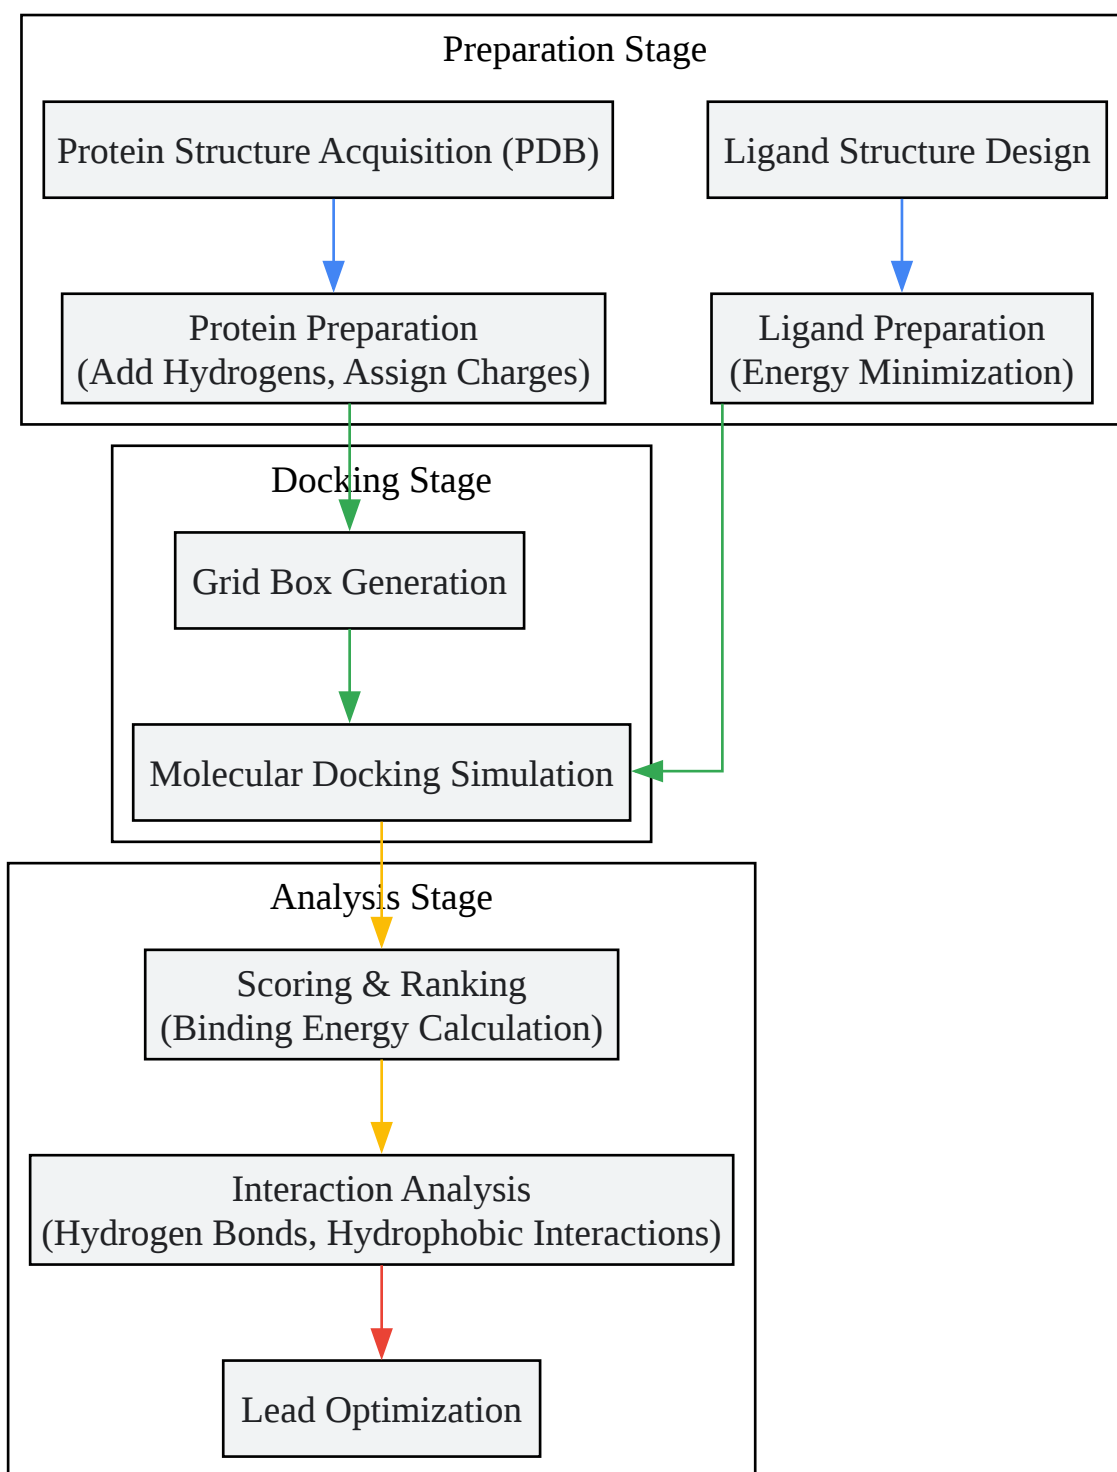 Preparation Stage
Protein Structure Acquisition (PDB)
Ligand Structure Design
Protein Preparation
(Add Hydrogens, Assign Charges)
Ligand Preparation
(Energy Minimization)
Docking Stage
Grid Box Generation
Molecular Docking Simulation
Analysis Stage
Scoring & Ranking
(Binding Energy Calculation)
Interaction Analysis
(Hydrogen Bonds, Hydrophobic Interactions)
Lead Optimization